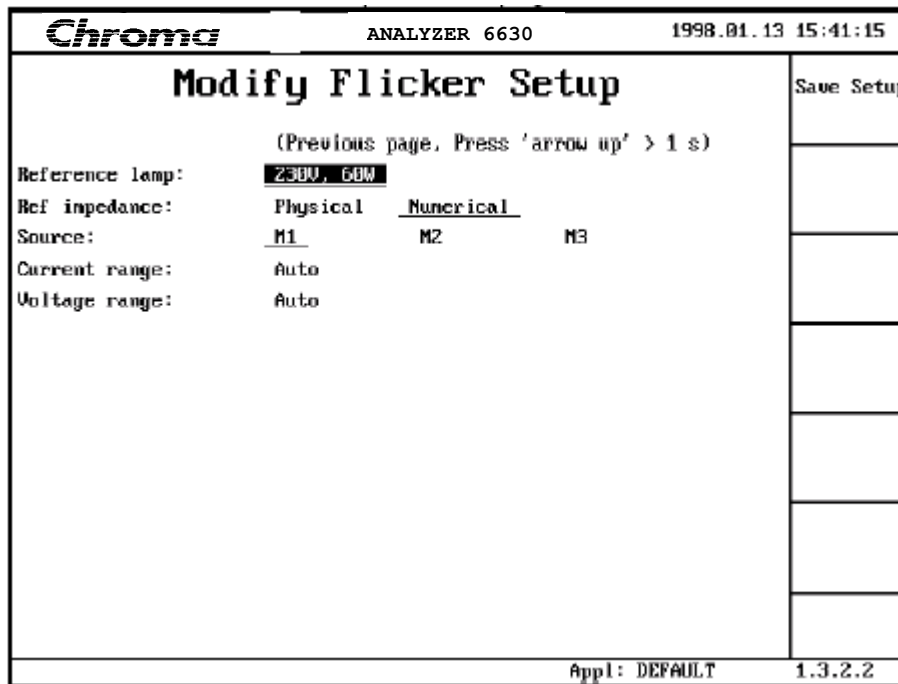 Chroma ANALYZER 6630 1998.01.13 15:41:15
Modify Flicker Setup
Save Setup
(Previous page, Press 'arrow up' > 1 s)
Reference lamp: 230V, 60W
Ref impedance: Physical Numerical
Source: M1 M2 M3
Current range: Auto
Voltage range: Auto
Appl: DEFAULT 1.3.2.2